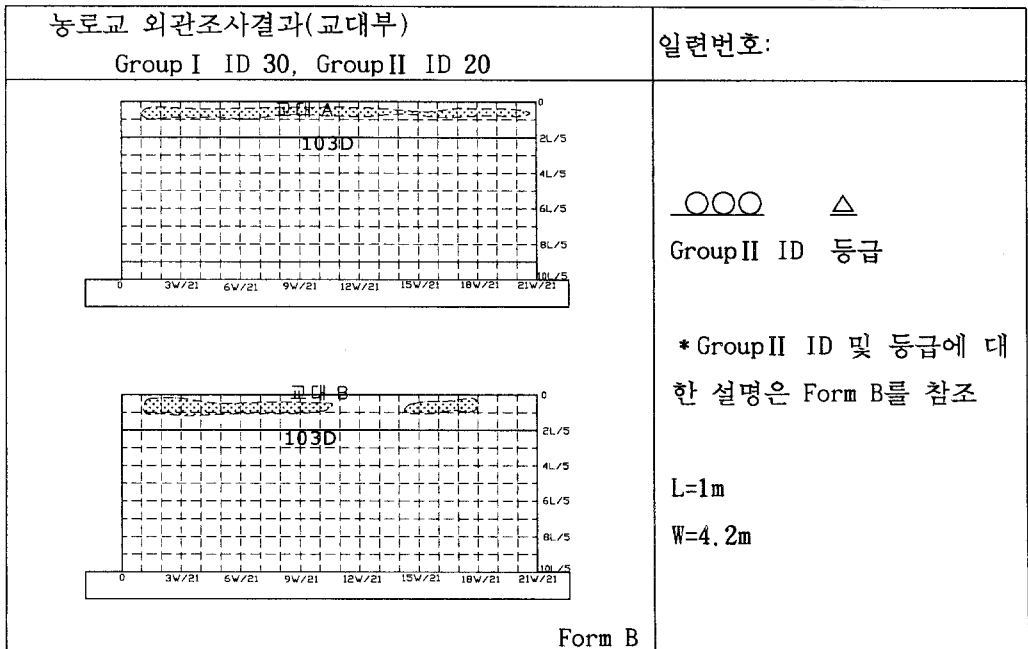 농로교 외관조사결과(교대부)
Group I ID 30, Group II ID 20
일련번호:
교대 A
103D
0
2L/5
4L/5
6L/5
8L/5
10L/5
0 3W/21 6W/21 9W/21 12W/21 15W/21 18W/21 21W/21
교대 B
103D
0
2L/5
4L/5
6L/5
8L/5
10L/5
0 3W/21 6W/21 9W/21 12W/21 15W/21 18W/21 21W/21
Form B
○○○ △
Group II ID 등급
*Group II ID 및 등급에 대
한 설명은 Form B를 참조
L=1m
W=4.2m